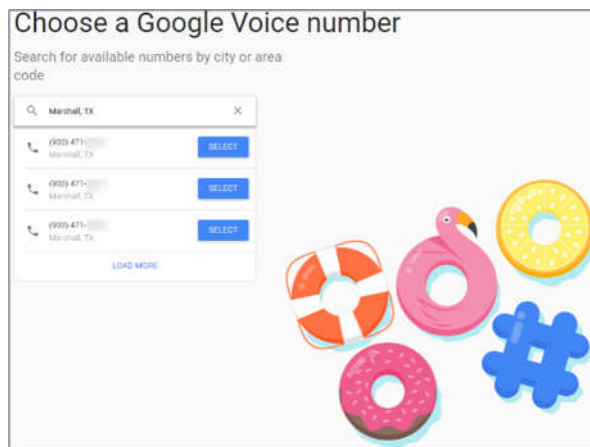 Choose a Google Voice number
Search for available numbers by city or area
code
Marshall, TX
(903) 471-
Marshall, TX
SELECT
(903) 471-
Marshall, TX
SELECT
(903) 471-
Marshall, TX
SELECT
LOAD MORE